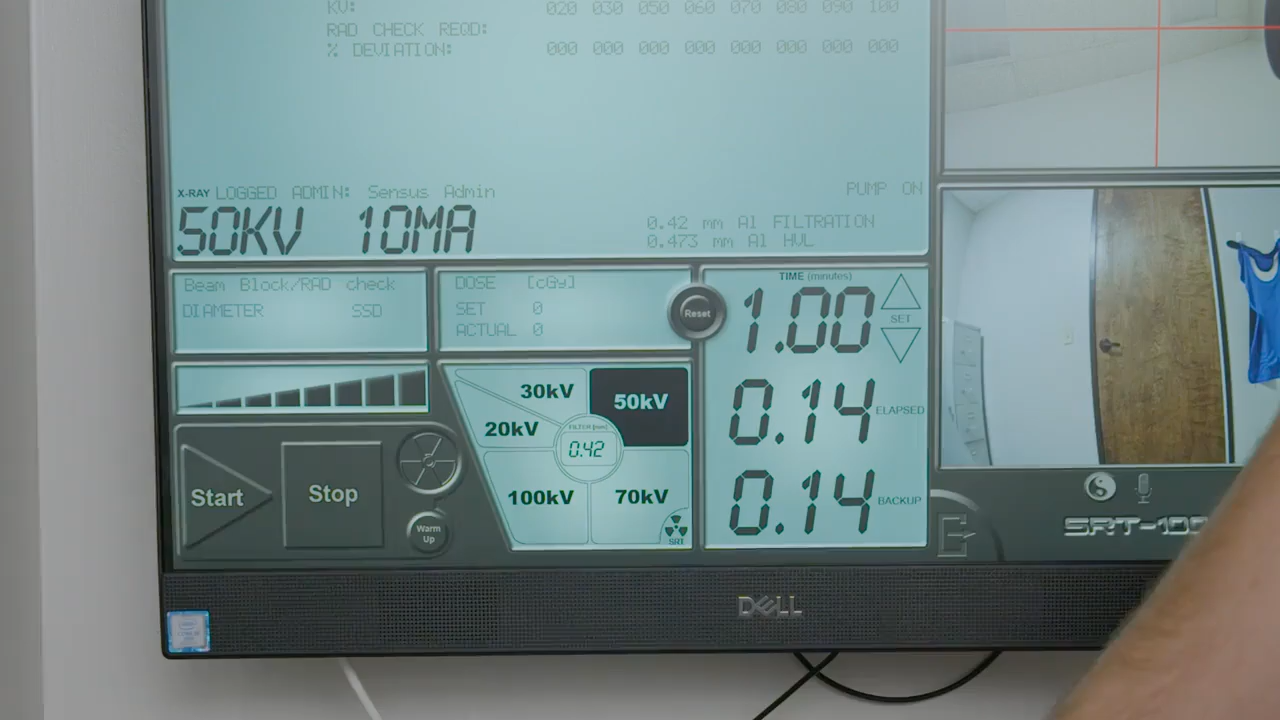 KV: 020 030 050 060 070 080 090 100
RAD CHECK REQD:
% DEVIATION: 000 000 000 000 000 000 000 000
X-RAY LOGGED ADMIN: Sensus Admin
PUMP ON
50KV 10MA
0.42 mm Al FILTRATION
0.473 mm Al HVL
Beam Block/RAD check
DIAMETER SSD
DOSE [cGy]
SET 0
ACTUAL 0
Reset
TIME (minutes)
1.00
SET
0.14 ELAPSED
0.14 BACKUP
30kV
50kV
20kV
FILTER [mm]
0.42
100kV
70kV
SRT
Start
Stop
Warm
Up
SRT-100
DELL